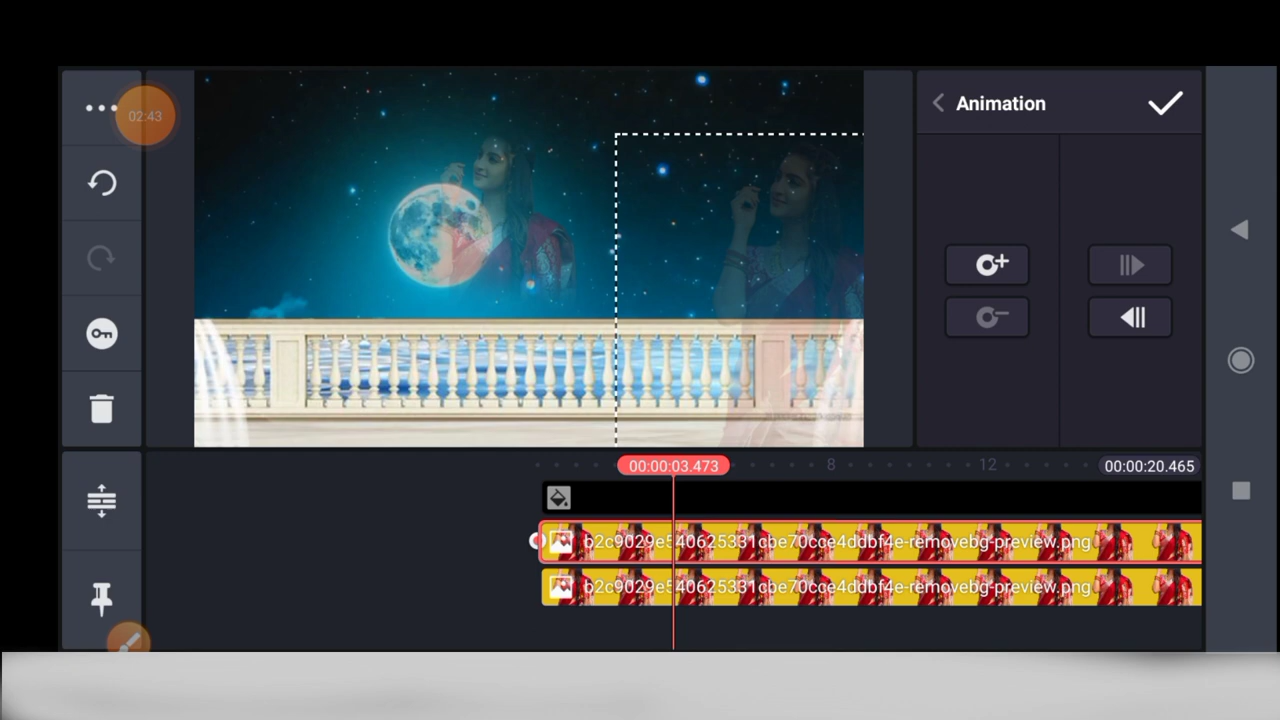 02:43
Animation
00:00:03.473
8
12
00:00:20.465
b2c9029e540625331cbe70cce4ddbf4e-removebg-preview.png
b2c9029e540625331cbe70cce4ddbf4e-removebg-preview.png